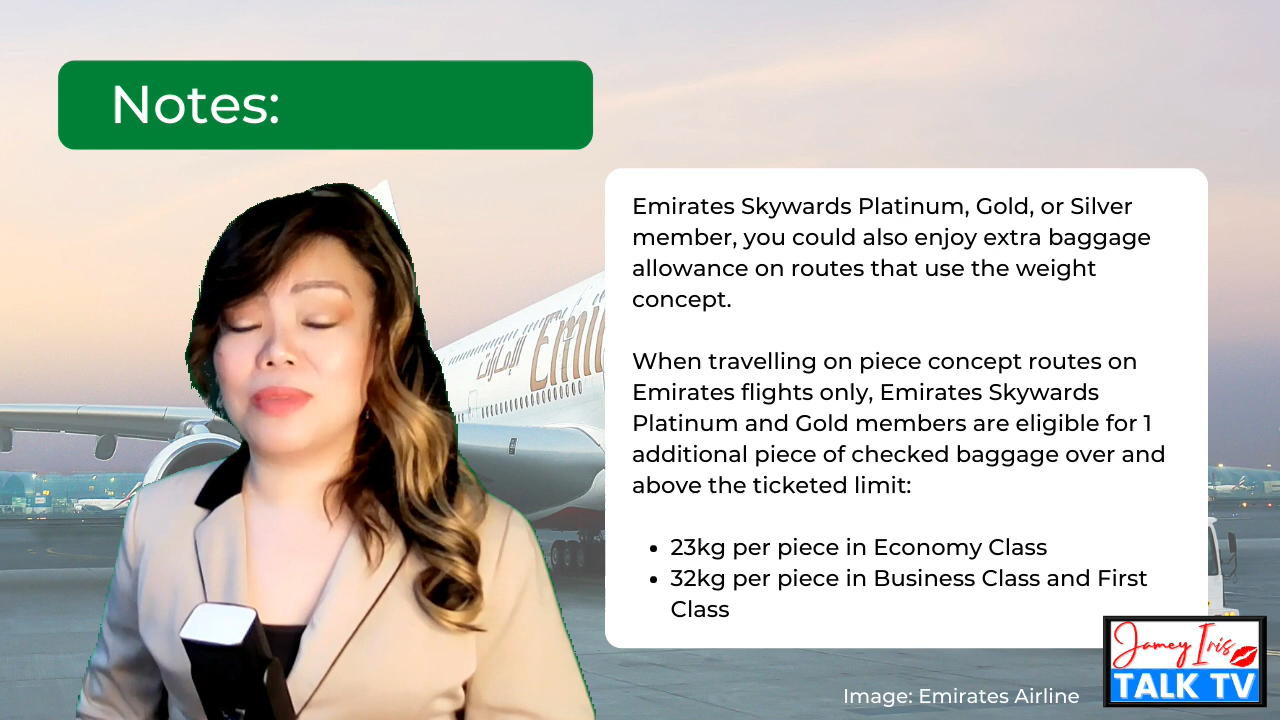 Notes:
Emirates Skywards Platinum, Gold, or Silver
member, you could also enjoy extra baggage
allowance on routes that use the weight
concept.
When travelling on piece concept routes on
Emirates flights only, Emirates Skywards
Platinum and Gold members are eligible for 1
additional piece of checked baggage over and
above the ticketed limit:
• 23kg per piece in Economy Class
• 32kg per piece in Business Class and First
Class
الإمارات Emi
Image: Emirates Airline
Jamey Iris
TALK TV